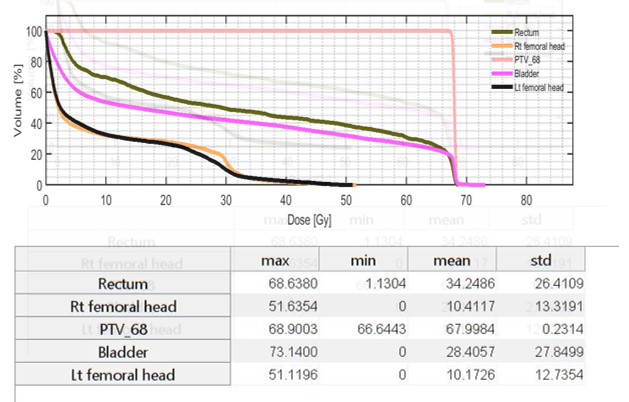 100
80
60
40
20
0
Volume [%]
0 10 20 30 40 50 60 70 80
Dose [Gy]
Rectum
Rt femoral head
PTV_68
Bladder
Lt femoral head
max min mean std
Rectum 68.6380 1.1304 34.2486 26.4109
Rt femoral head 51.6354 0 10.4117 13.3191
PTV_68 68.9003 66.6443 67.9984 0.2314
Bladder 73.1400 0 28.4057 27.8499
Lt femoral head 51.1196 0 10.1726 12.7354